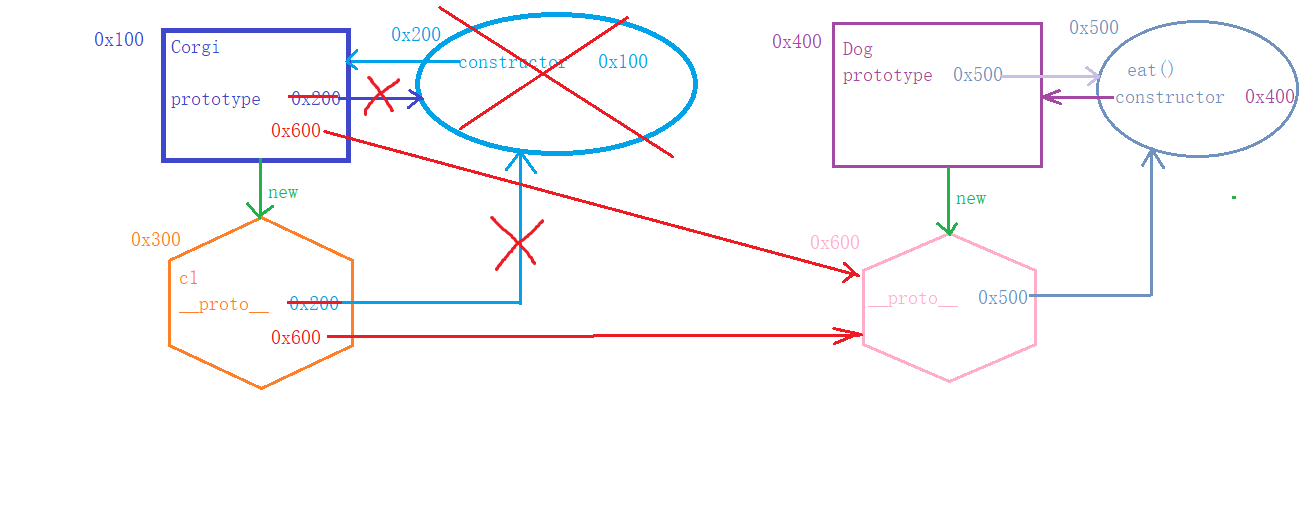 0x100
Corgi
prototype 0x200
0x600
0x200
constructor 0x100
new
0x300
cl
__proto__ 0x200
0x600
0x400
Dog
prototype 0x500
0x500
eat()
constructor 0x400
new
0x600
__proto__ 0x500